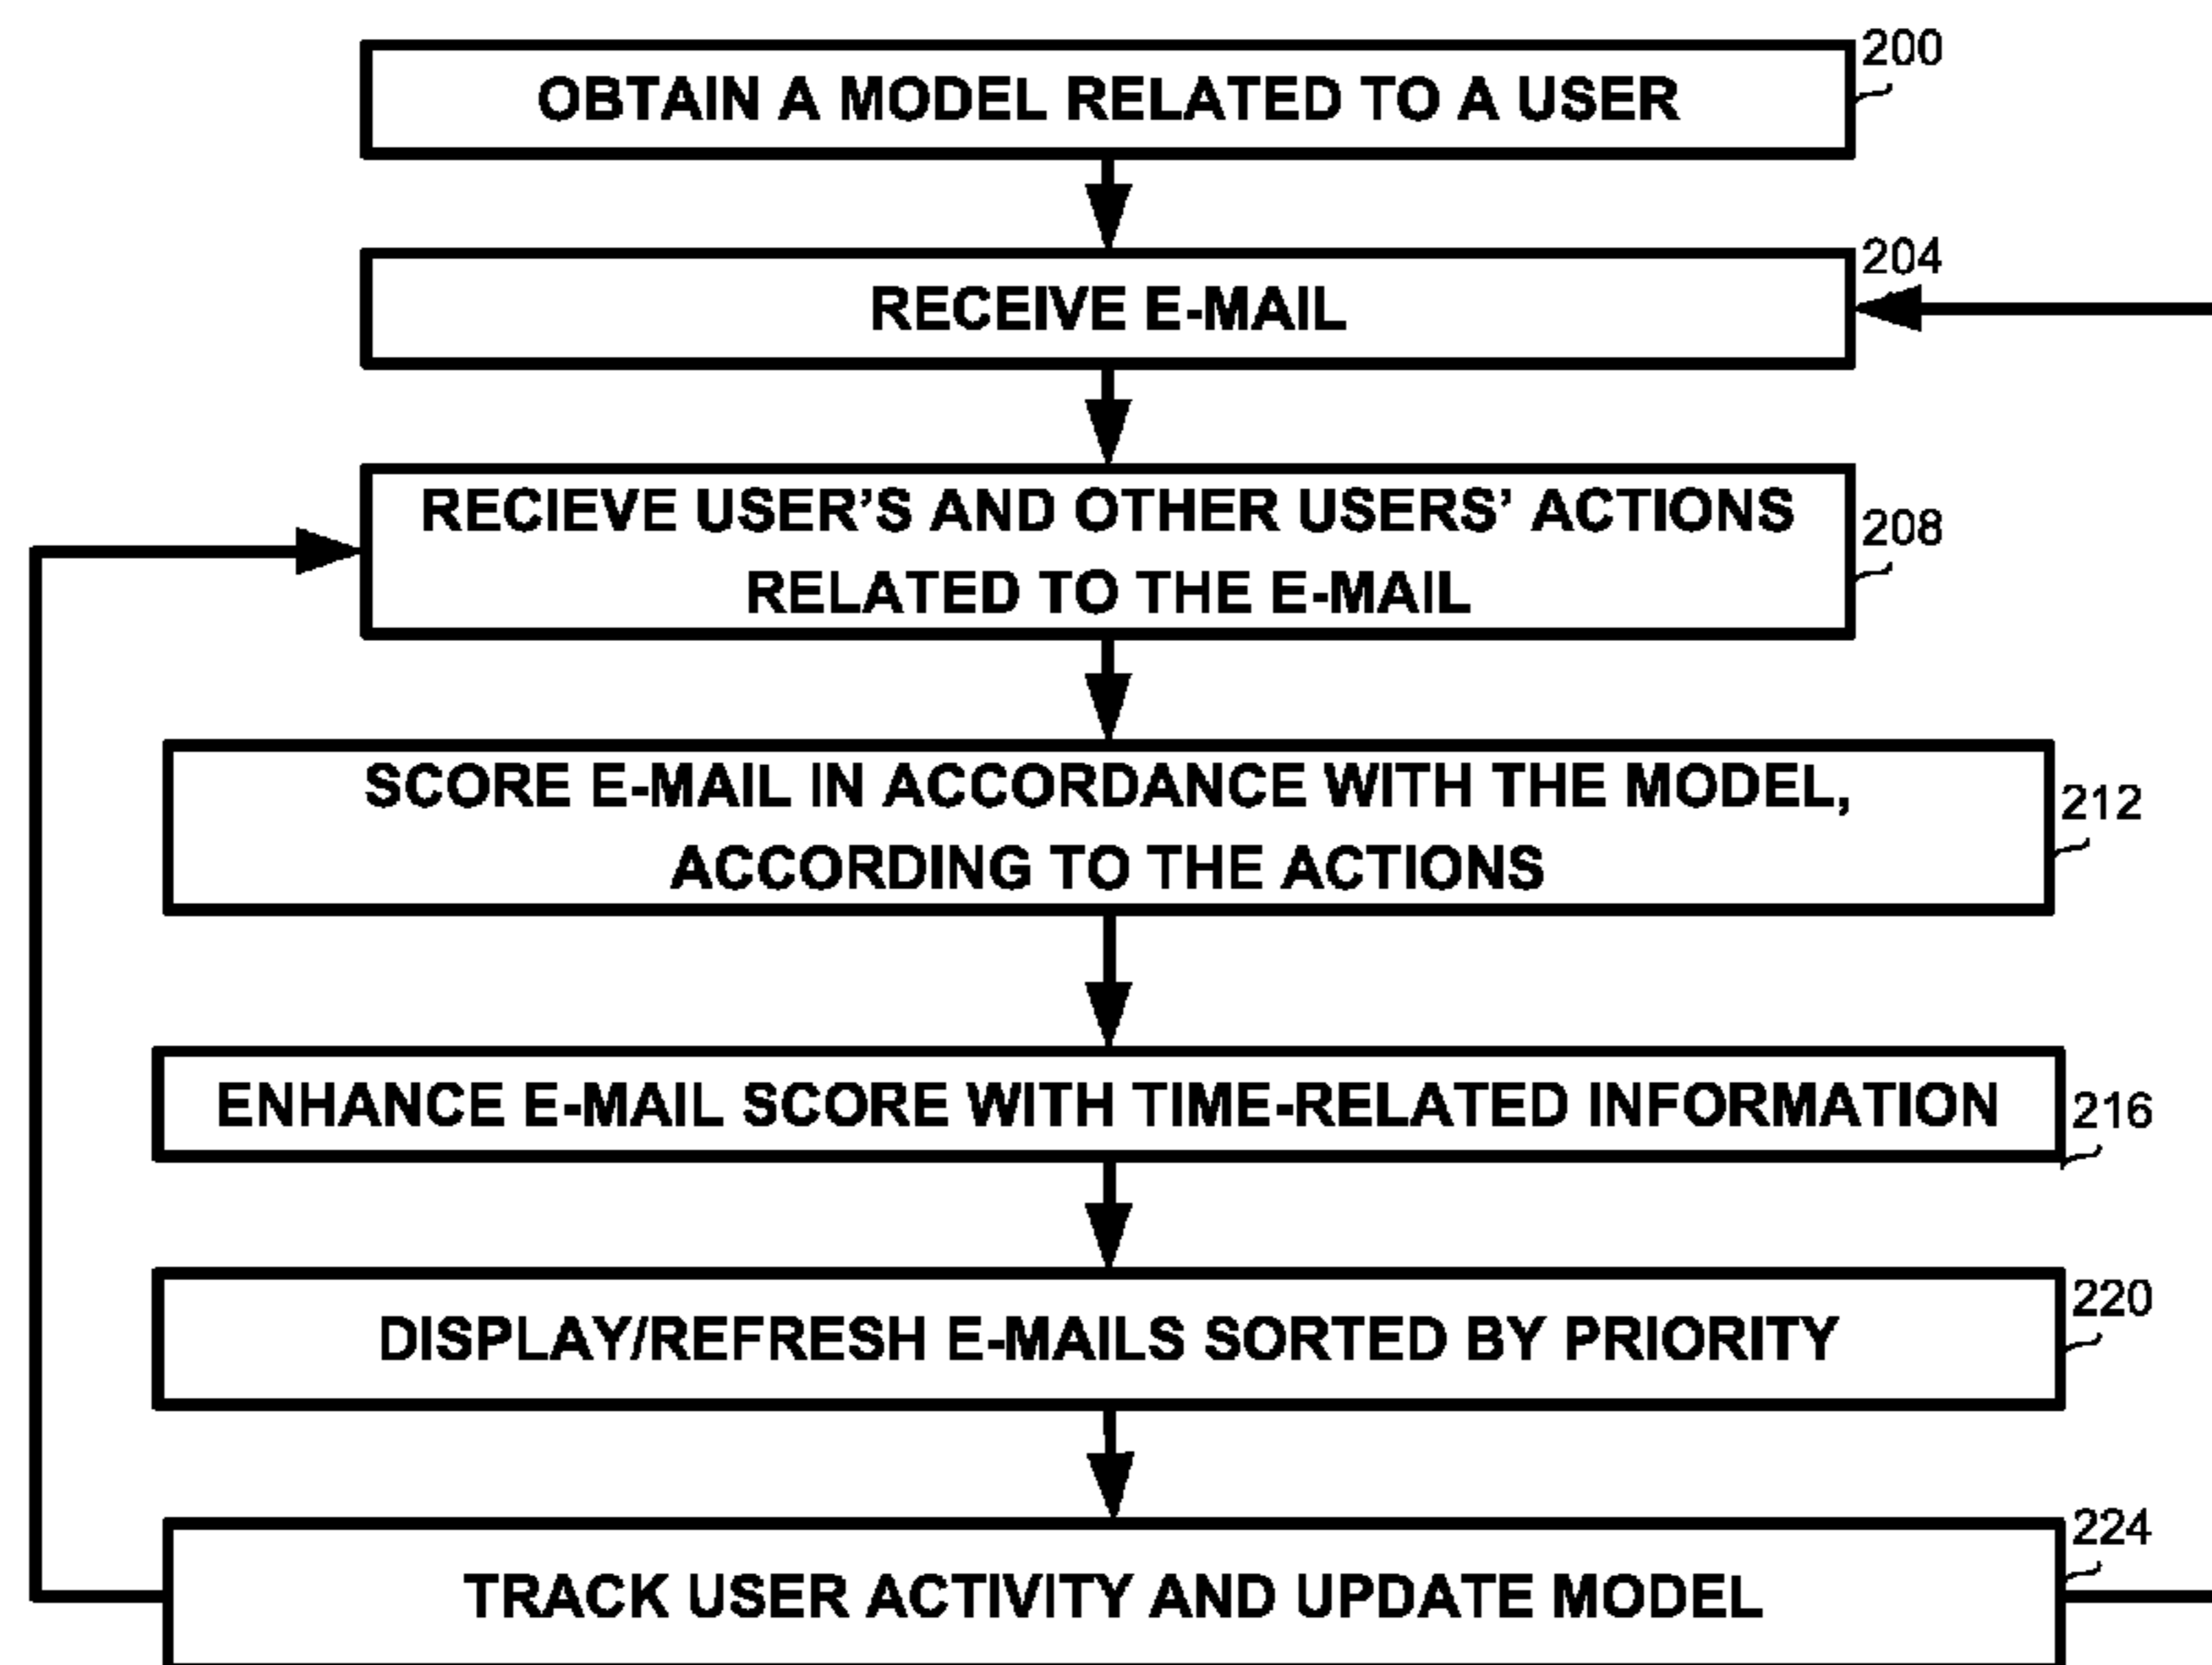 200
OBTAIN A MODEL RELATED TO A USER
204
RECEIVE E-MAIL
RECIEVE USER’S AND OTHER USERS’ ACTIONS
RELATED TO THE E-MAIL
208
SCORE E-MAIL IN ACCORDANCE WITH THE MODEL,
ACCORDING TO THE ACTIONS
212
ENHANCE E-MAIL SCORE WITH TIME-RELATED INFORMATION
216
220
DISPLAY/REFRESH E-MAILS SORTED BY PRIORITY
224
TRACK USER ACTIVITY AND UPDATE MODEL